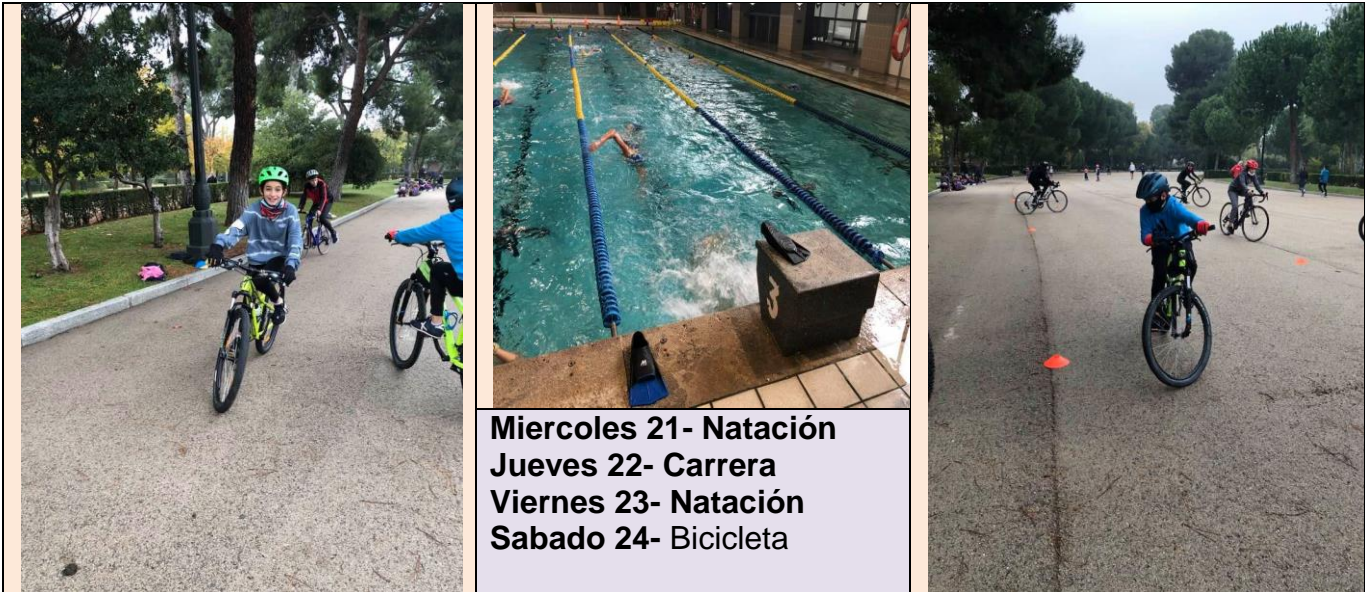 3
Miercoles 21- Natación
Jueves 22- Carrera
Viernes 23- Natación
Sabado 24- Bicicleta